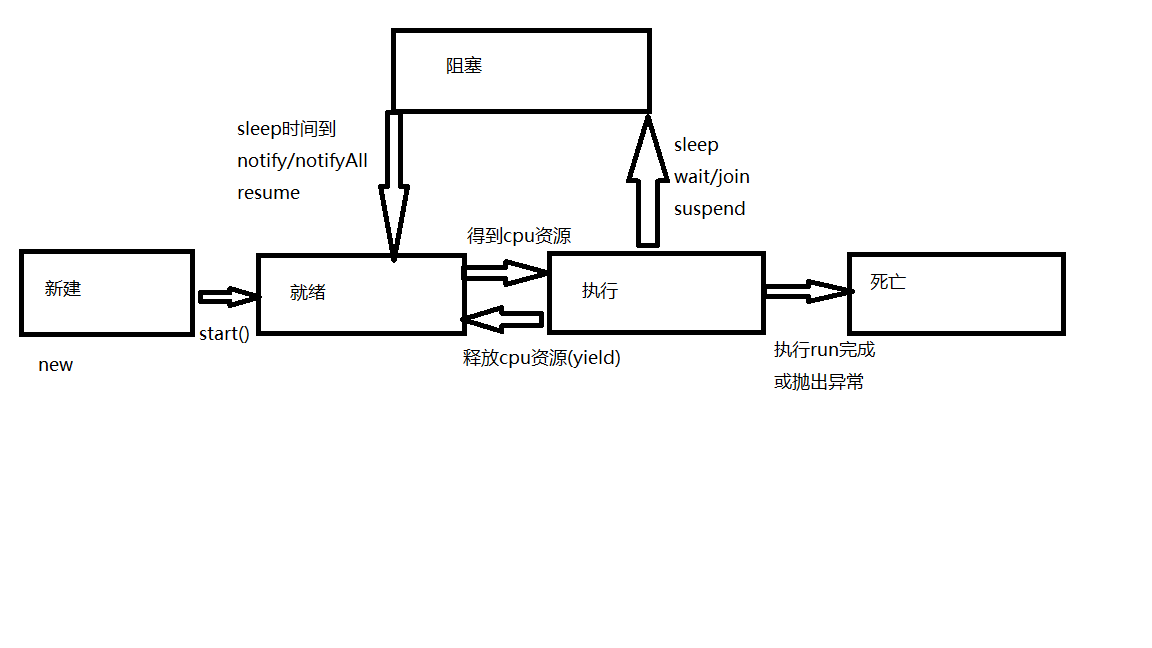 阻塞
sleep时间到
notify/notifyAll
resume
sleep
wait/join
suspend
得到cpu资源
新建
就绪
执行
死亡
start()
释放cpu资源(yield)
执行run完成
或抛出异常
new